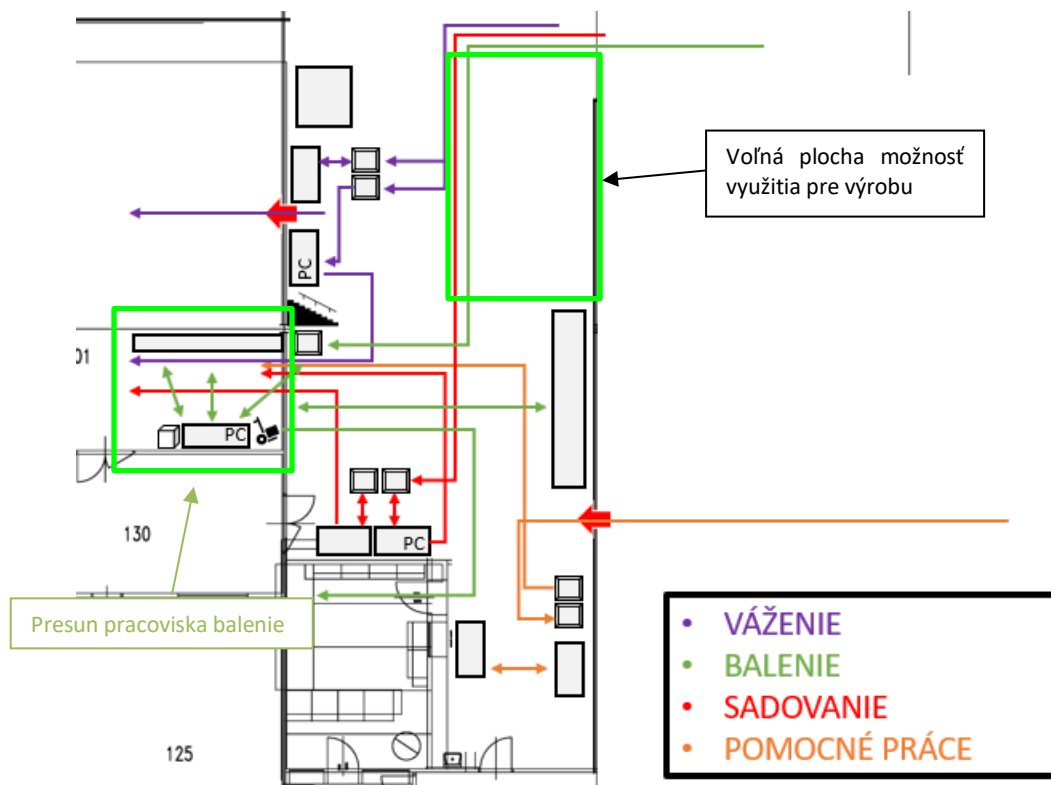 Voľná plocha možnosť
využitia pre výrobu
PC
01
PC
130
PC
Presun pracoviska balenie
125
• VÁŽENIE
• BALENIE
• SADOVANIE
• POMOCNÉ PRÁCE